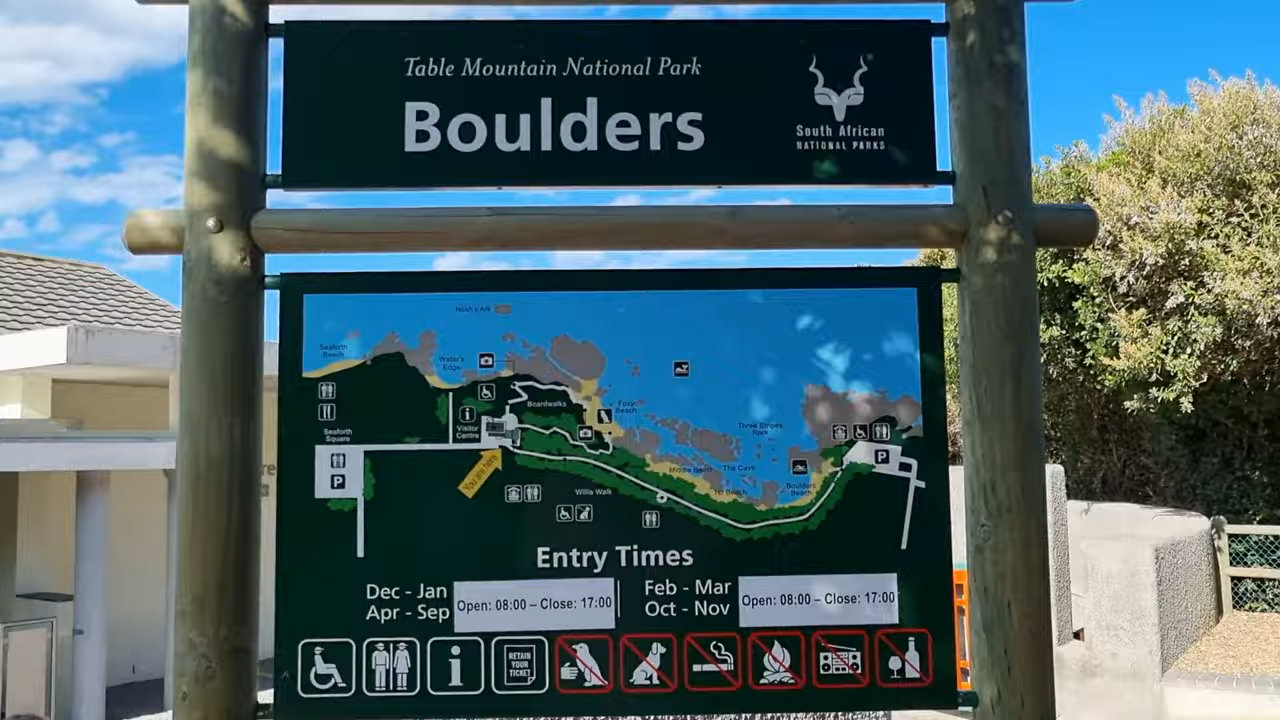 Table Mountain National Park
Boulders
South African
NATIONAL PARKS
Noah's Ark
Seaforth
Beach
Water's
Edge
Boardwalks
Foxy
Beach
Visitor
Centre
Seaforth
Square
Three Stripes
Rock
Middle Beach
The Cave
Boulders
Beach
You are here
Willis Walk
P
P
Entry Times
Dec - Jan
Apr - Sep
Open: 08:00 – Close: 17:00
Feb - Mar
Oct - Nov
Open: 08:00 – Close: 17:00
RETAIN
YOUR
TICKET